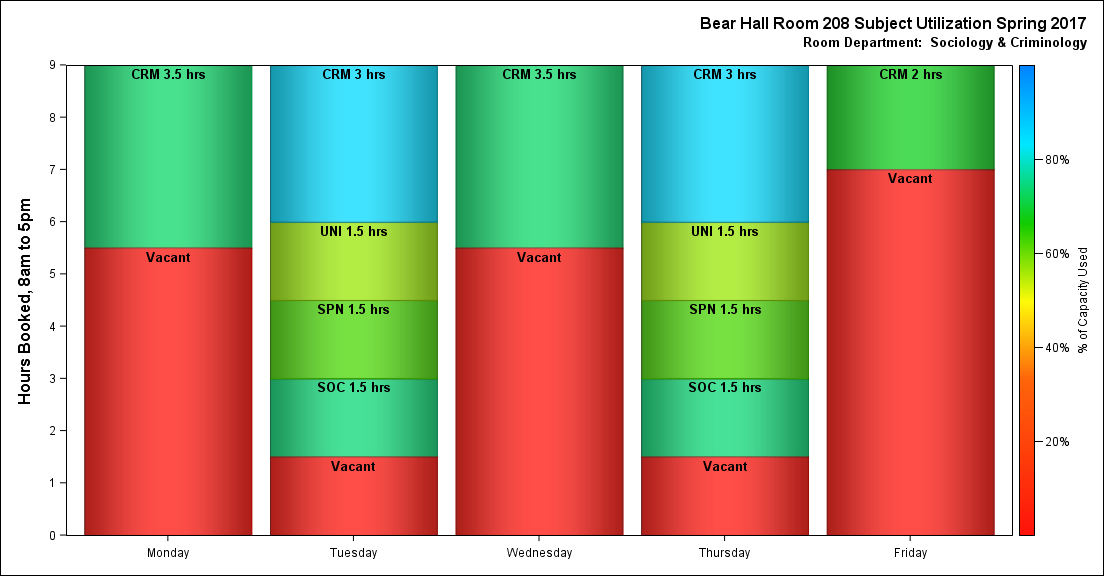 Bear Hall Room 208 Subject Utilization Spring 2017
Room Department:  Sociology & Criminology
Hours Booked, 8am to 5pm
9
8
7
6
5
4
3
2
1
0
CRM 3.5 hrs
Vacant
CRM 3 hrs
UNI 1.5 hrs
SPN 1.5 hrs
SOC 1.5 hrs
Vacant
CRM 3.5 hrs
Vacant
CRM 3 hrs
UNI 1.5 hrs
SPN 1.5 hrs
SOC 1.5 hrs
Vacant
CRM 2 hrs
Vacant
Monday
Tuesday
Wednesday
Thursday
Friday
80%
60%
40%
20%
% of Capacity Used